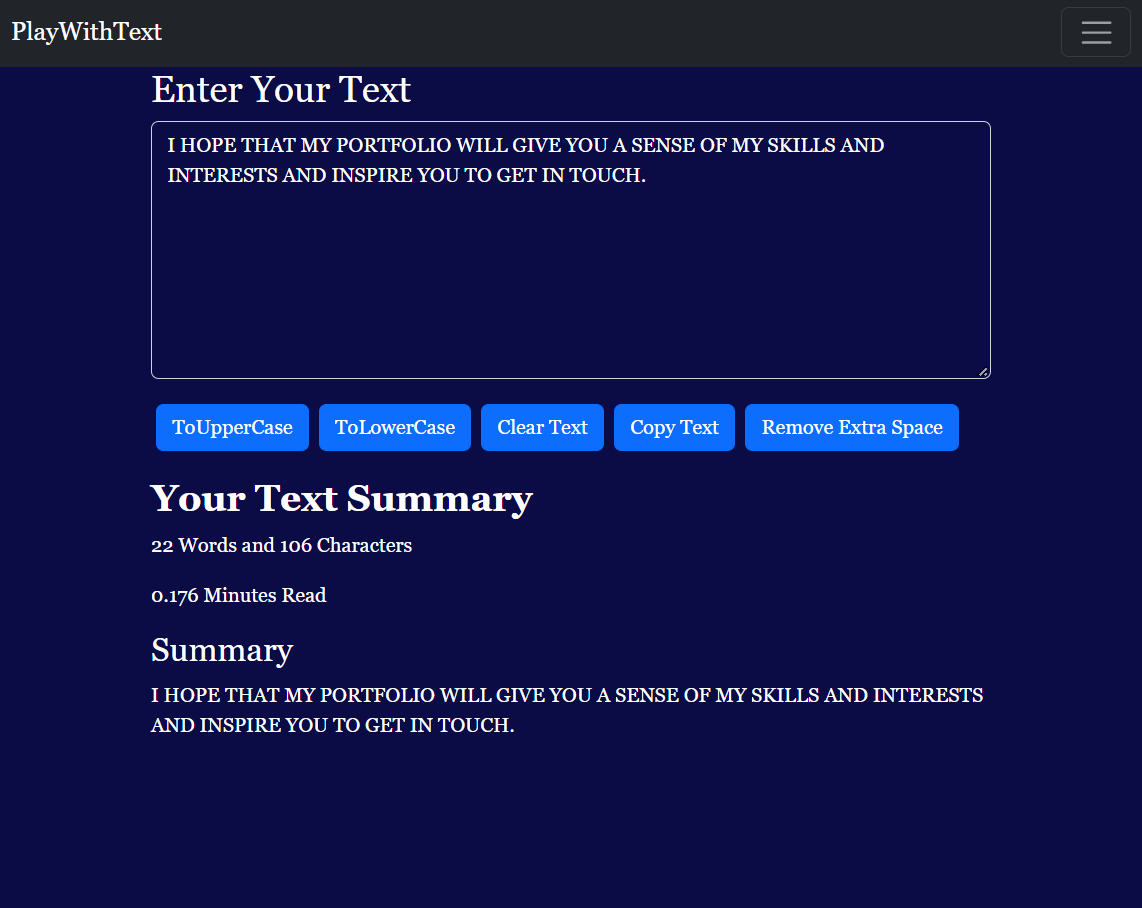 PlayWithText
Enter Your Text
I HOPE THAT MY PORTFOLIO WILL GIVE YOU A SENSE OF MY SKILLS AND
INTERESTS AND INSPIRE YOU TO GET IN TOUCH.
ToUpperCase ToLowerCase Clear Text Copy Text Remove Extra Space
Your Text Summary
22 Words and 106 Characters
0.176 Minutes Read
Summary
I HOPE THAT MY PORTFOLIO WILL GIVE YOU A SENSE OF MY SKILLS AND INTERESTS
AND INSPIRE YOU TO GET IN TOUCH.